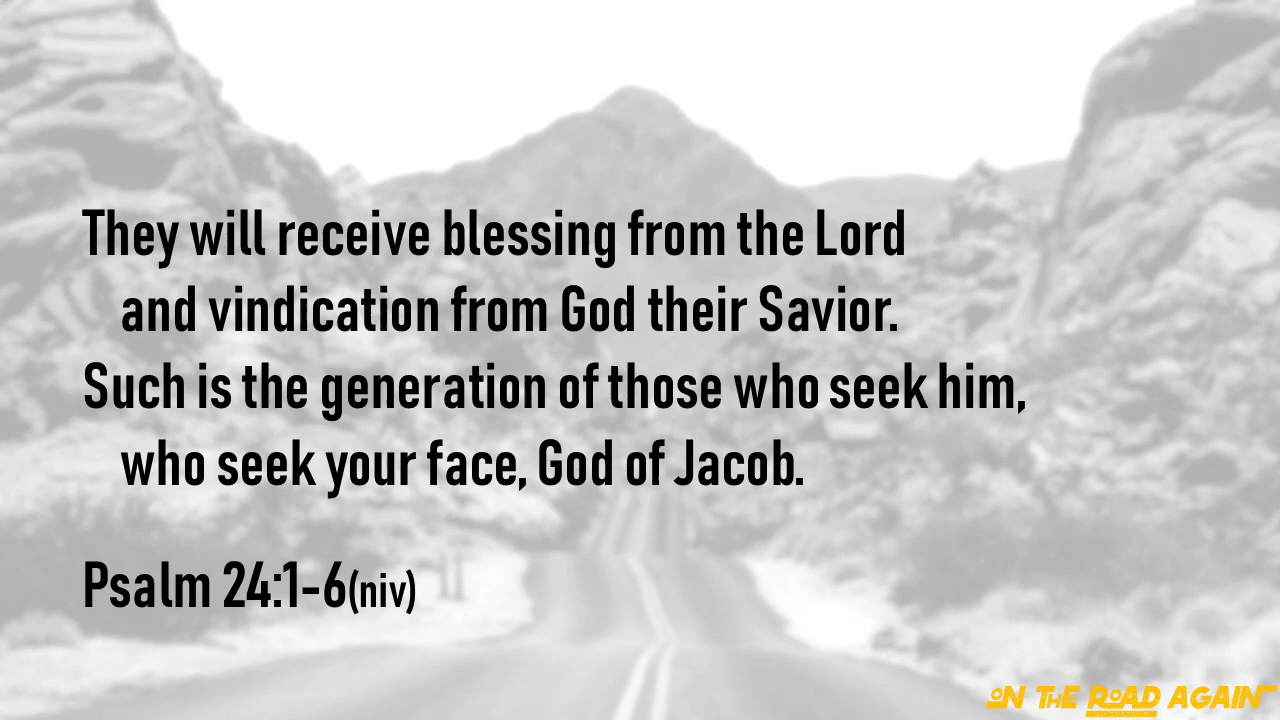 They will receive blessing from the Lord
and vindication from God their Savior.
Such is the generation of those who seek him,
who seek your face, God of Jacob.
Psalm 24:1-6(niv)
ON THE ROAD AGAIN